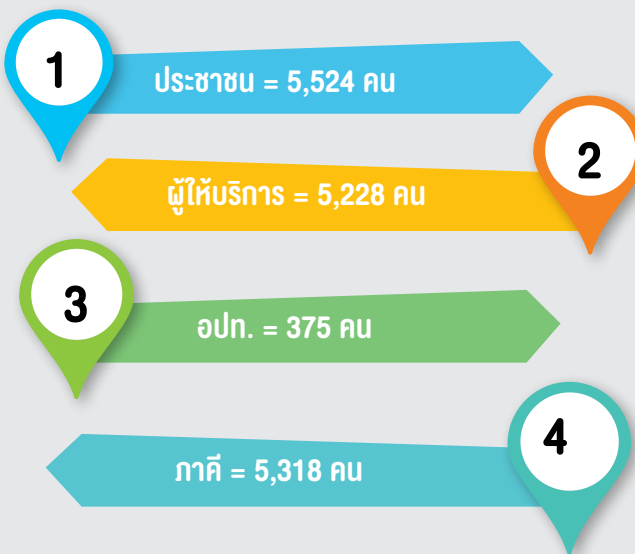 1
ประชาชน = 5,524 คน
2
ผู้ให้บริการ = 5,228 คน
3
อปท. = 375 คน
4
ภาคี = 5,318 คน